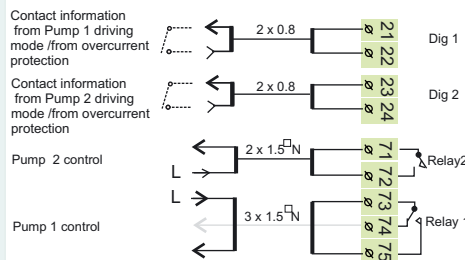 Contact information
from Pump 1 driving
mode /from overcurrent
protection
2 x 0.8
21
22
Dig 1
Contact information
from Pump 2 driving
mode /from overcurrent
protection
2 x 0.8
23
24
Dig 2
Pump 2 control
L
2 x 1.5□N
71
72
Relay2
L
Pump 1 control
3 x 1.5□N
73
74
75
Relay 1